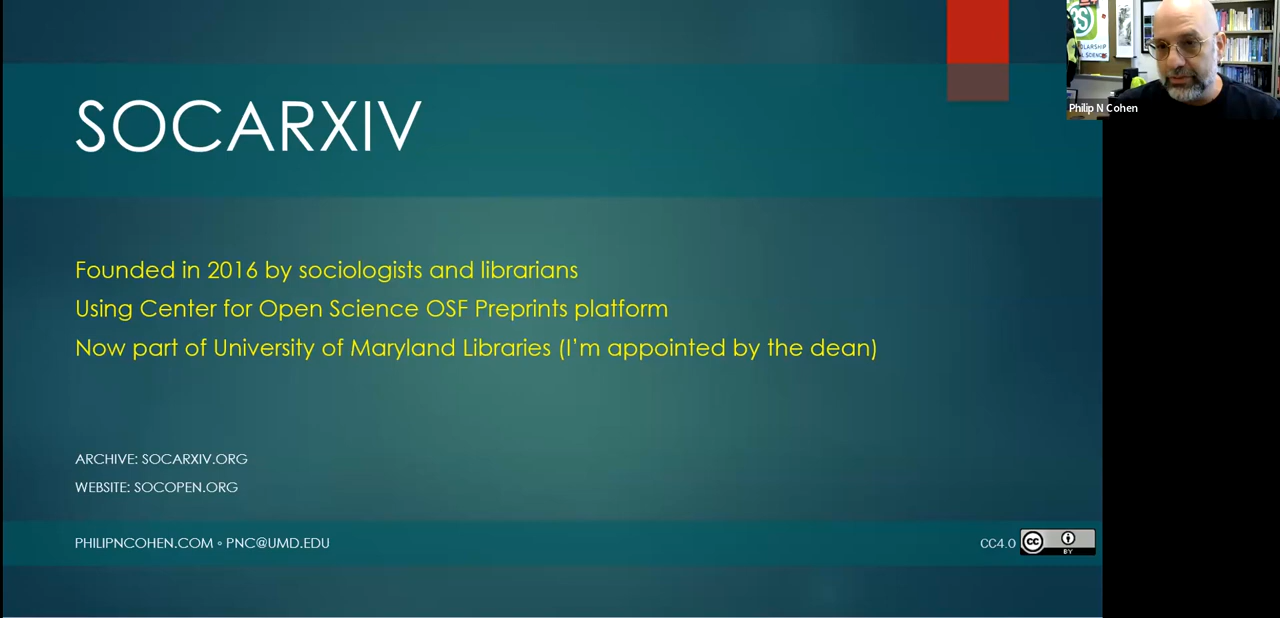 SOCARXIV
Founded in 2016 by sociologists and librarians
Using Center for Open Science OSF Preprints platform
Now part of University of Maryland Libraries (I'm appointed by the dean)
ARCHIVE: SOCARXIV.ORG
WEBSITE: SOCOPEN.ORG
PHILIPNCOHEN.COM ◦ PNC@UMD.EDU
CC4.0
CC
BY
Philip N Cohen